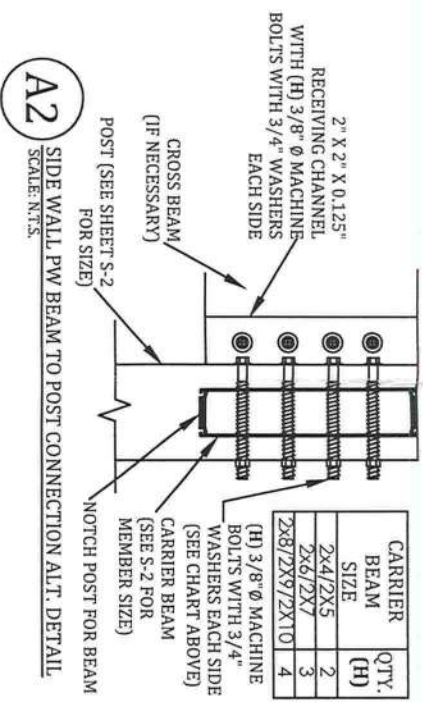 2" X 2" X 0.125"
RECEIVING CHANNEL
WITH (H) 3/8" Ø MACHINE
BOLTS WITH 3/4" WASHERS
EACH SIDE
CROSS BEAM
(IF NECESSARY)
POST (SEE SHEET S-2
FOR SIZE)
CARRIER
BEAM
SIZE
QTY.
(H)
2x4/2X5
2
2x6/2X7
3
2x8/2X9/2X10
4
(H) 3/8"Ø MACHINE
BOLTS WITH 3/4"
WASHERS EACH SIDE
(SEE CHART ABOVE)
CARRIER BEAM
(SEE S-2 FOR
MEMBER SIZE)
NOTCH POST FOR BEAM
A2
SIDE WALL PW BEAM TO POST CONNECTION ALT. DETAIL
SCALE: N.T.S.